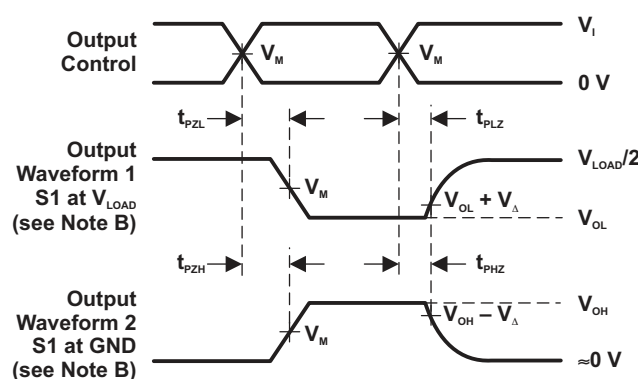 Output
Control
V_M
V_M
V_I
0 V
t_PZL
t_PLZ
Output
Waveform 1
S1 at V_LOAD
(see Note B)
V_M
V_OL + V_Δ
V_LOAD/2
V_OL
t_PZH
t_PHZ
Output
Waveform 2
S1 at GND
(see Note B)
V_M
V_OH − V_Δ
V_OH
≈0 V